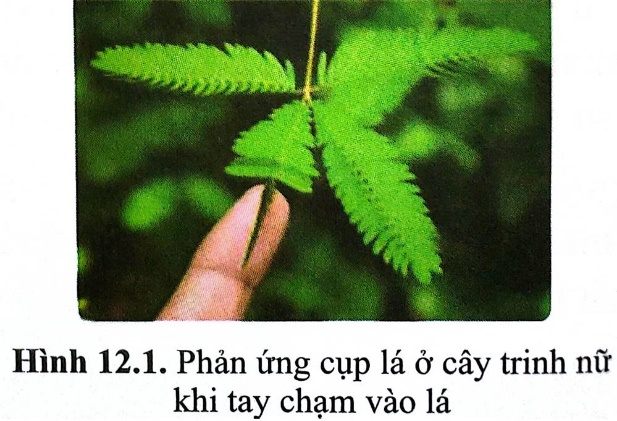 Hình 12.1. Phản ứng cụp lá ở cây trinh nữ
khi tay chạm vào lá